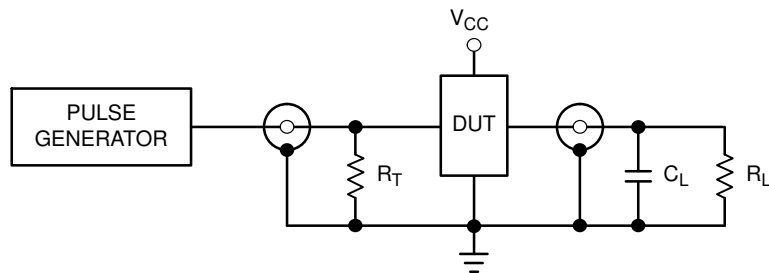 V_CC
PULSE
GENERATOR
DUT
R_T
C_L
R_L